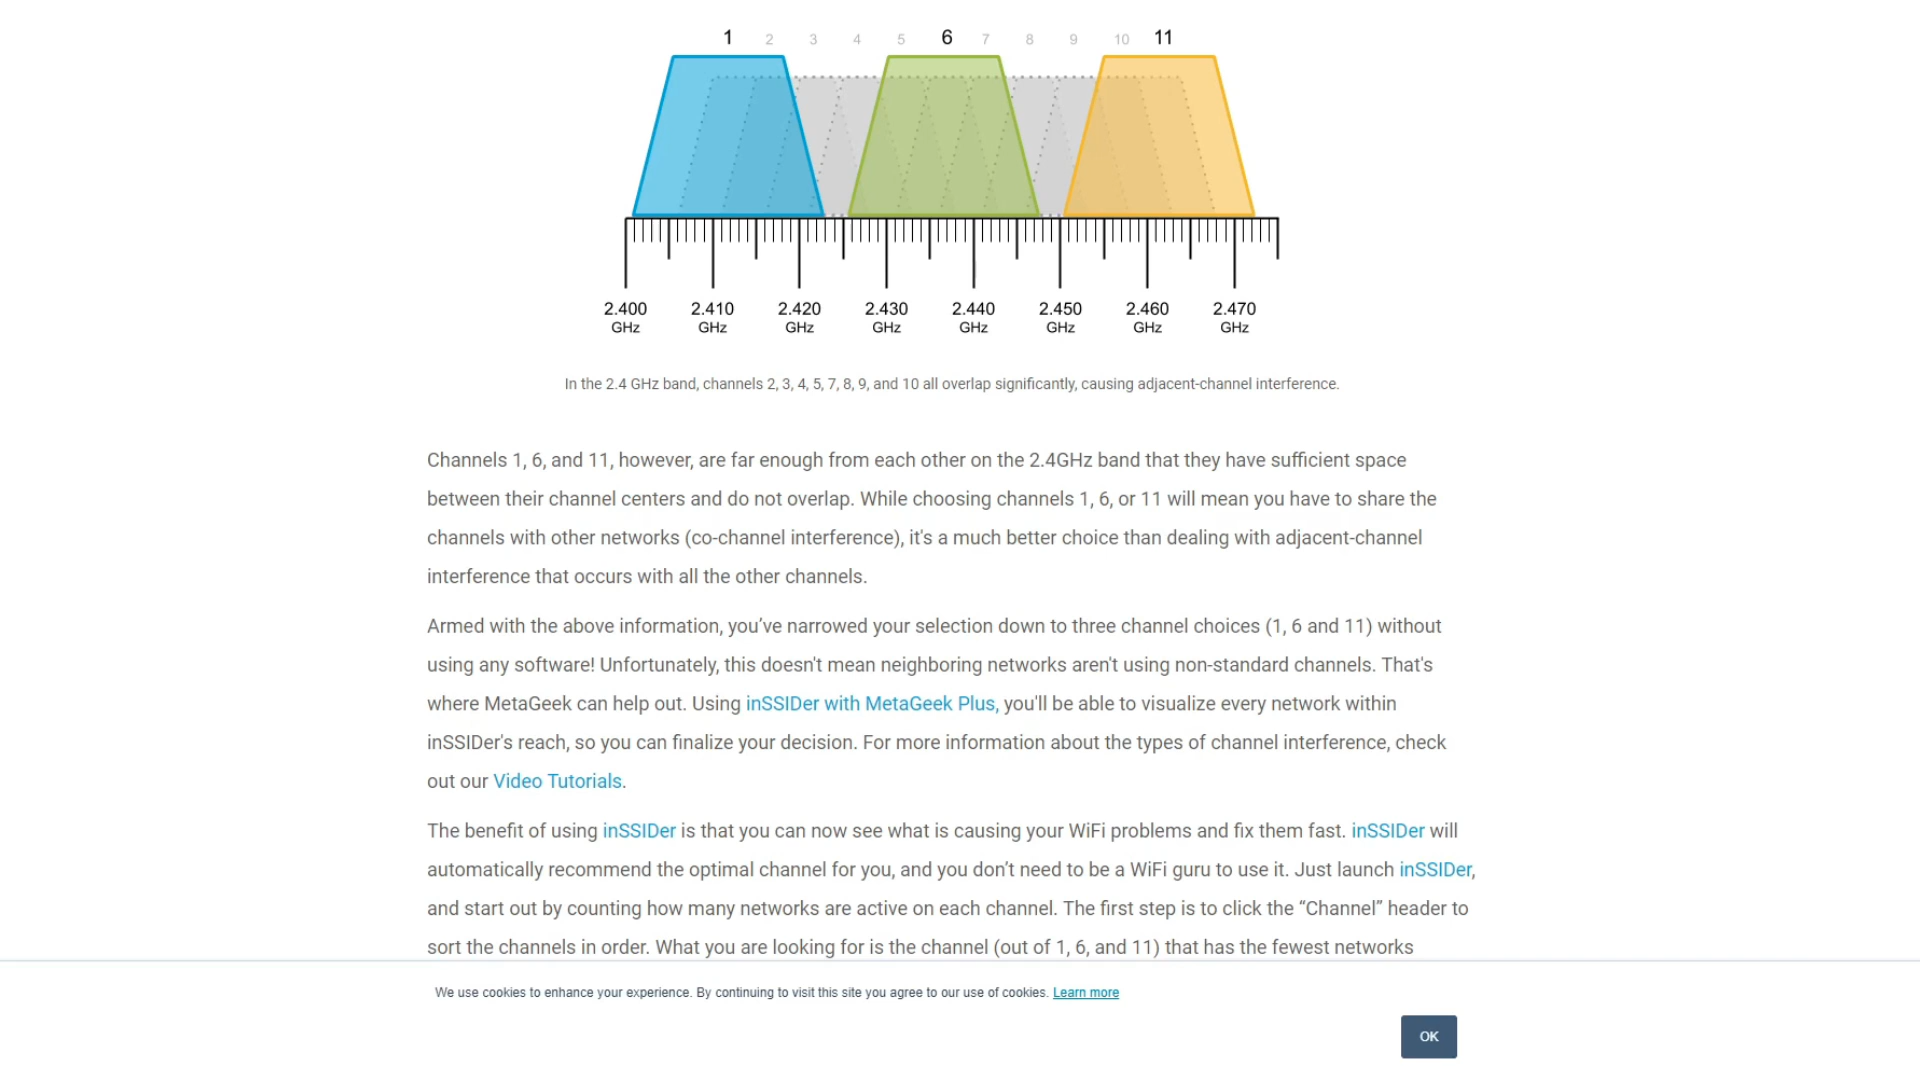 1 2 3 4 5 6 7 8 9 10 11
2.400 2.410 2.420 2.430 2.440 2.450 2.460 2.470
GHz GHz GHz GHz GHz GHz GHz GHz
In the 2.4 GHz band, channels 2, 3, 4, 5, 7, 8, 9, and 10 all overlap significantly, causing adjacent-channel interference.
Channels 1, 6, and 11, however, are far enough from each other on the 2.4GHz band that they have sufficient space
between their channel centers and do not overlap. While choosing channels 1, 6, or 11 will mean you have to share the
channels with other networks (co-channel interference), it's a much better choice than dealing with adjacent-channel
interference that occurs with all the other channels.
Armed with the above information, you’ve narrowed your selection down to three channel choices (1, 6 and 11) without
using any software! Unfortunately, this doesn't mean neighboring networks aren't using non-standard channels. That's
where MetaGeek can help out. Using inSSIDer with MetaGeek Plus, you'll be able to visualize every network within
inSSIDer's reach, so you can finalize your decision. For more information about the types of channel interference, check
out our Video Tutorials.
The benefit of using inSSIDer is that you can now see what is causing your WiFi problems and fix them fast. inSSIDer will
automatically recommend the optimal channel for you, and you don’t need to be a WiFi guru to use it. Just launch inSSIDer,
and start out by counting how many networks are active on each channel. The first step is to click the “Channel” header to
sort the channels in order. What you are looking for is the channel (out of 1, 6, and 11) that has the fewest networks
We use cookies to enhance your experience. By continuing to visit this site you agree to our use of cookies. Learn more
OK